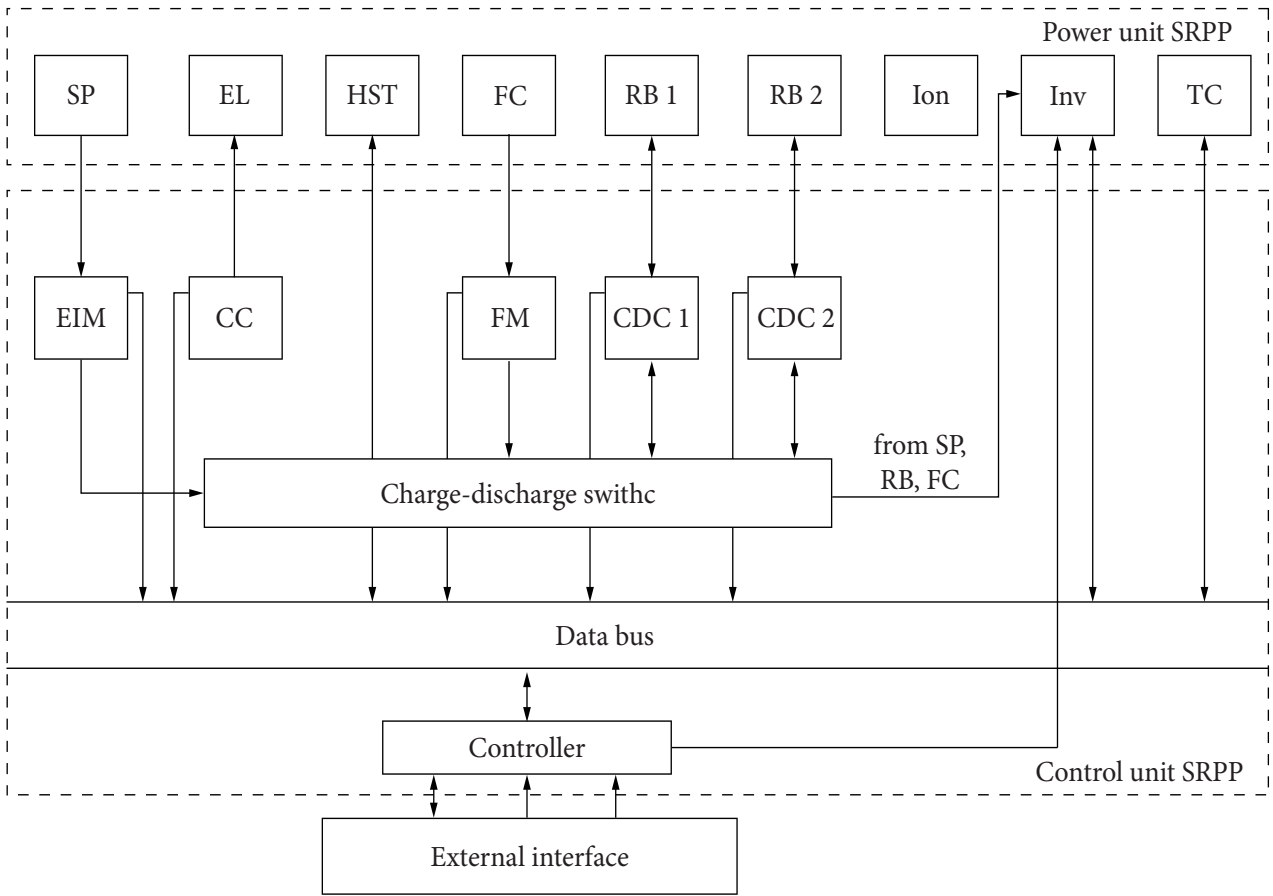 Power unit SRPP
SP
EL
HST
FC
RB 1
RB 2
Ion
Inv
TC
EIM
CC
FM
CDC 1
CDC 2
from SP,
RB, FC
Charge-discharge swithc
Data bus
Controller
Control unit SRPP
External interface